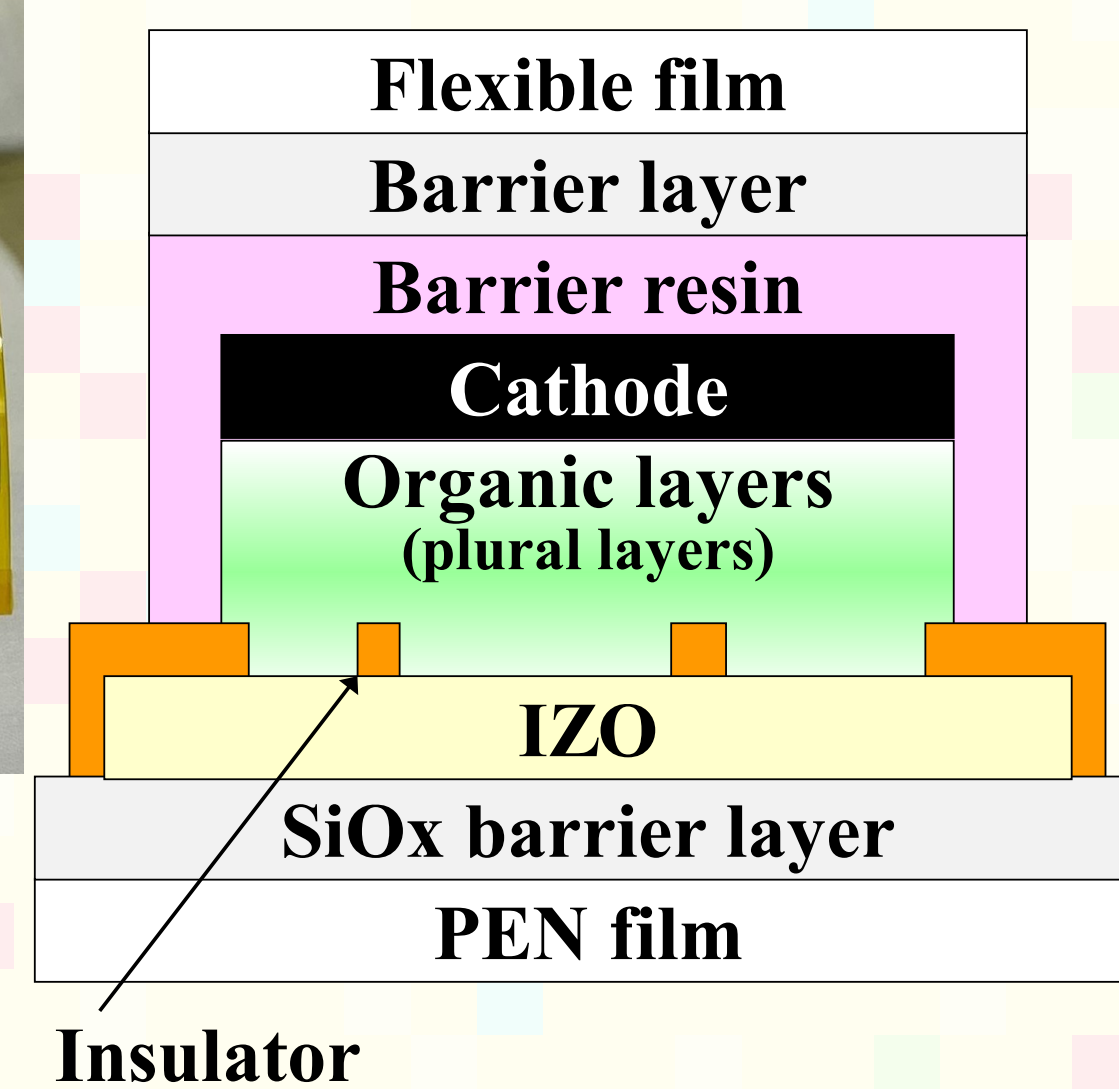 Flexible film
Barrier layer
Barrier resin
Cathode
Organic layers
(plural layers)
IZO
SiOx barrier layer
PEN film
Insulator